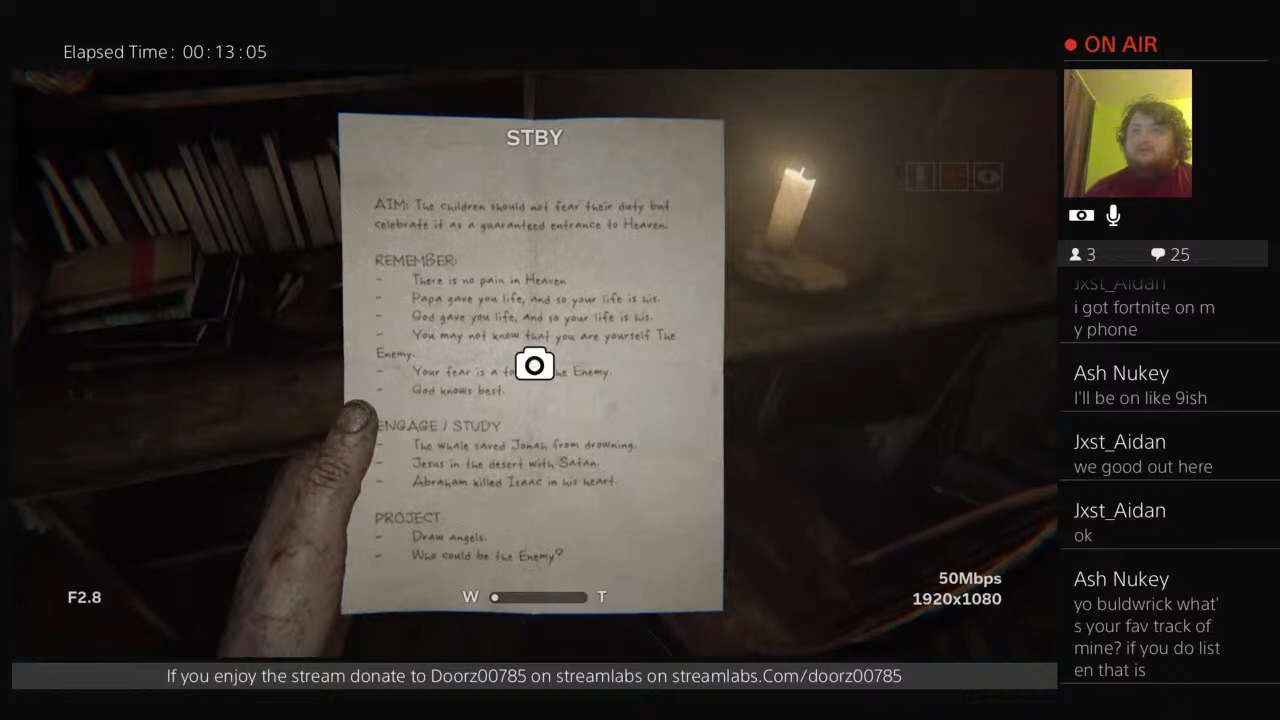 Elapsed Time: 00:13:05
ON AIR
STBY
AIM: The children should not fear their duty but
celebrate it as a guaranteed entrance to Heaven.
REMEMBER:
- There is no pain in Heaven
- Papa gave you life, and so your life is his.
- God gave you life, and so your life is his.
- You may not know that you are yourself The
Enemy.
- Your fear is a Enemy.
- God knows best.
ENGAGE / STUDY
- The whale saved Jonah from drowning.
- Jesus in the desert with Satan.
- Abraham killed Isaac in his heart.
PROJECT
- Draw angels.
- Who could be the Enemy?
F2.8
W T
50Mbps
1920x1080
If you enjoy the stream donate to Doorz00785 on streamlabs on streamlabs.Com/doorz00785
3 25
Jxst_Aidan
i got fortnite on m
y phone
Ash Nukey
I'll be on like 9ish
Jxst_Aidan
we good out here
Jxst_Aidan
ok
Ash Nukey
yo buldwrick what'
s your fav track of
mine? if you do list
en that is